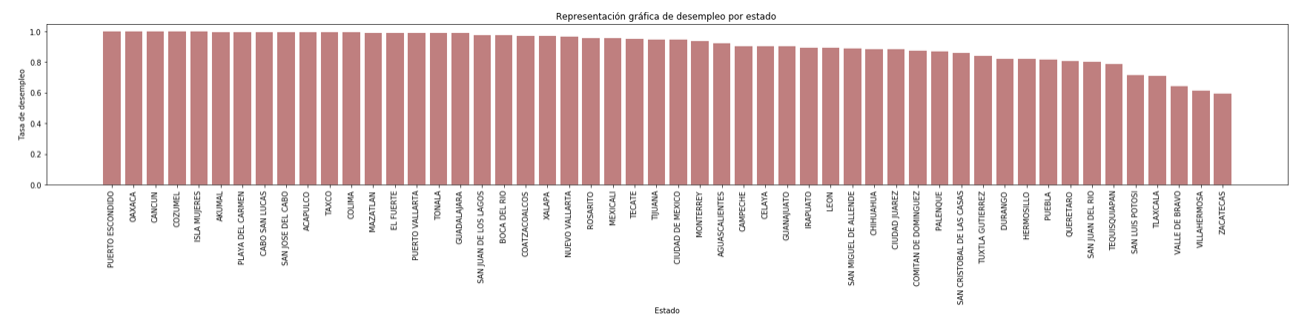 Representación gráfica de desempleo por estado
Tasa de desempleo
1.0
0.8
0.6
0.4
0.2
0.0
PUERTO ESCONDIDO
OAXACA
CANCUN
COZUMEL
ISLA MUJERES
AKUMAL
PLAYA DEL CARMEN
CABO SAN LUCAS
SAN JOSE DEL CABO
ACAPULCO
TAXCO
COLIMA
MAZATLAN
EL FUERTE
PUERTO VALLARTA
TONALA
GUADALAJARA
SAN JUAN DE LOS LAGOS
BOCA DEL RIO
COATZACOALCOS
XALAPA
NUEVO VALLARTA
ROSARITO
MEXICALI
TECATE
TIJUANA
CIUDAD DE MEXICO
MONTERREY
AGUASCALIENTES
CAMPECHE
CELAYA
GUANAJUATO
IRAPUATO
LEON
SAN MIGUEL DE ALLENDE
CHIHUAHUA
CIUDAD JUAREZ
COMITAN DE DOMINGUEZ
PALENQUE
SAN CRISTOBAL DE LAS CASAS
TUXTLA GUTIERREZ
DURANGO
HERMOSILLO
PUEBLA
QUERETARO
SAN JUAN DEL RIO
TEQUISQUIAPAN
SAN LUIS POTOSI
TLAXCALA
VALLE DE BRAVO
VILLAHERMOSA
ZACATECAS
Estado